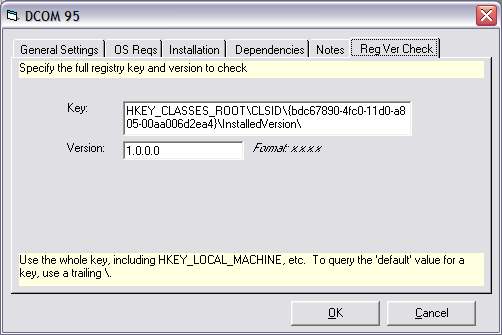 DCOM 95
General Settings OS Reqs Installation Dependencies Notes Reg Ver Check
Specify the full registry key and version to check
Key: HKEY_CLASSES_ROOT\CLSID\{bdc67890-4fc0-11d0-a8
05-00aa006d2ea4}\InstalledVersion\
Version: 1.0.0.0 Format: x.x.x.x
Use the whole key, including HKEY_LOCAL_MACHINE, etc. To query the 'default' value for a
key, use a trailing \.
OK Cancel